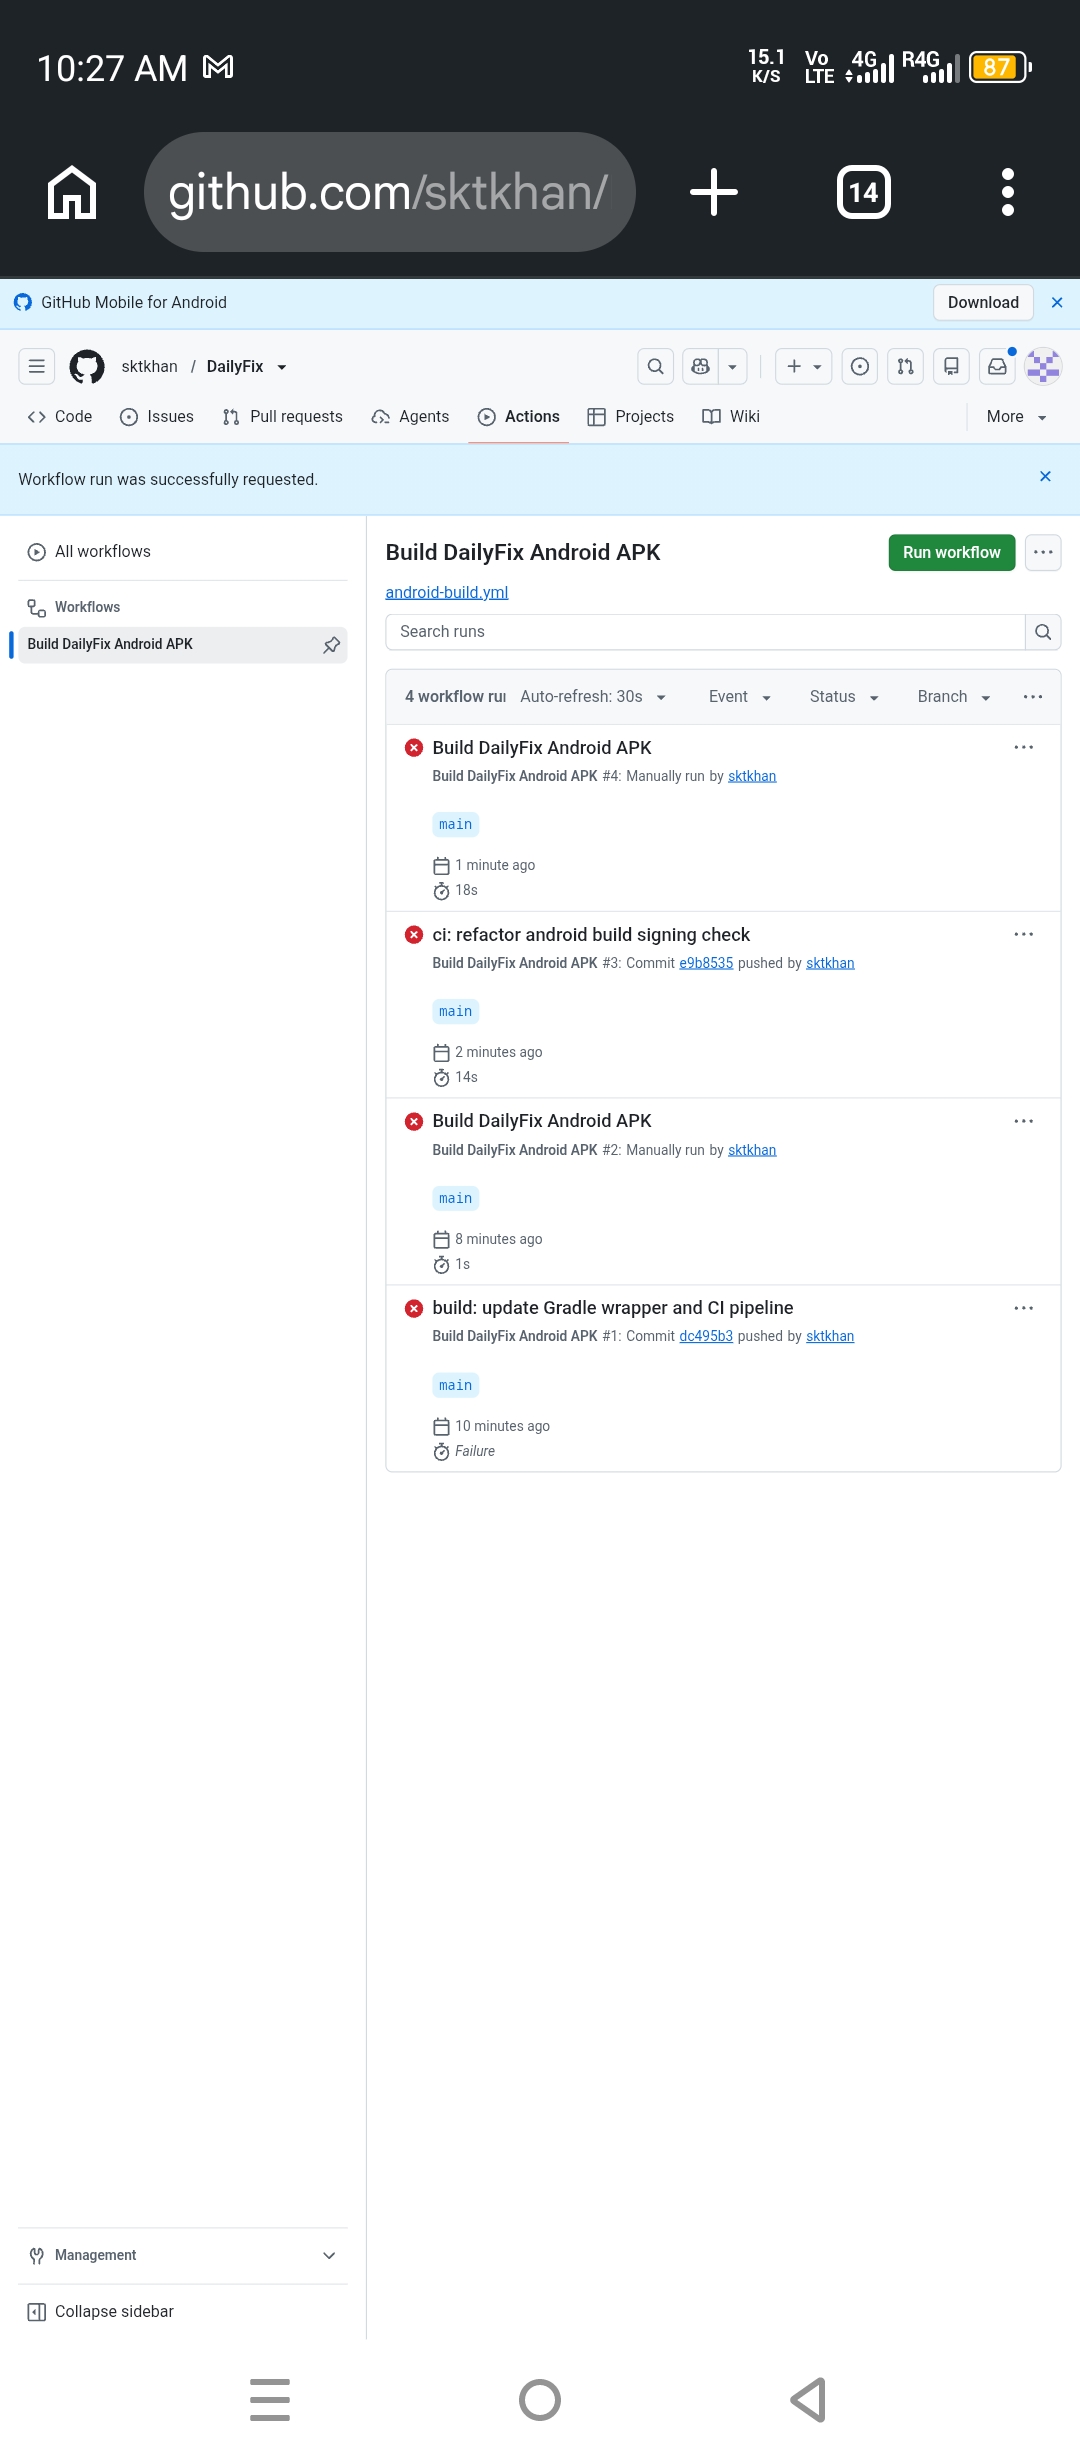 10:27 AM
15.1 K/S Vo LTE 4G R4G 87
github.com/sktkhan/
14
GitHub Mobile for Android
Download
sktkhan / DailyFix
Code
Issues
Pull requests
Agents
Actions
Projects
Wiki
More
Workflow run was successfully requested.
All workflows
Workflows
Build DailyFix Android APK
Build DailyFix Android APK
Run workflow
android-build.yml
Search runs
4 workflow ru
Auto-refresh: 30s
Event
Status
Branch
Build DailyFix Android APK
Build DailyFix Android APK #4: Manually run by sktkhan
main
1 minute ago
18s
ci: refactor android build signing check
Build DailyFix Android APK #3: Commit e9b8535 pushed by sktkhan
main
2 minutes ago
14s
Build DailyFix Android APK
Build DailyFix Android APK #2: Manually run by sktkhan
main
8 minutes ago
1s
build: update Gradle wrapper and CI pipeline
Build DailyFix Android APK #1: Commit dc495b3 pushed by sktkhan
main
10 minutes ago
Failure
Management
Collapse sidebar